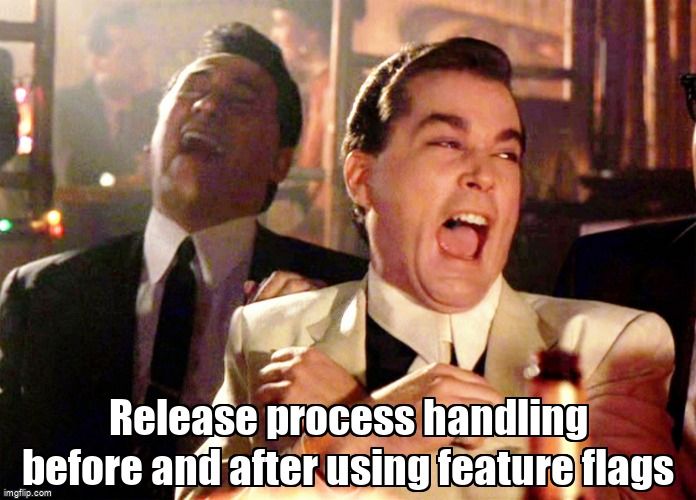 Release process handling
before and after using feature flags
imgflip.com